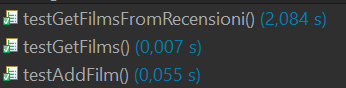 testGetFilmsFromRecensioni() (2,084 s)
testGetFilms() (0,007 s)
testAddFilm() (0,055 s)